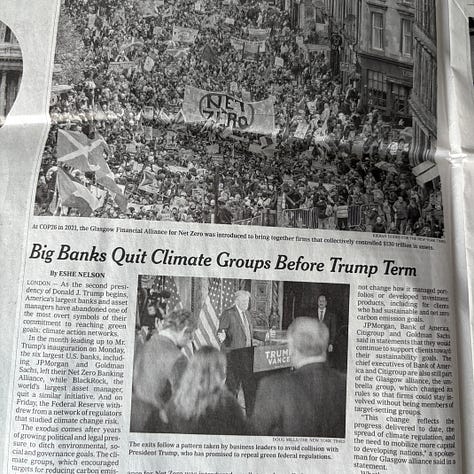 NET
ZERO
At COP26 in 2021, the Glasgow Financial Alliance for Net Zero was introduced to bring together firms that collectively controlled $130 trillion in assets.
Big Banks Quit Climate Groups Before Trump Term
By ESHE NELSON
LONDON — As the second presi-
dency of Donald J. Trump begins,
America's largest banks and asset
managers have abandoned one of
the most overt symbols of their
commitment to reaching green
goals: climate action networks.
In the month leading up to Mr.
Trump's inauguration on Monday,
the six largest U.S. banks, includ-
ing JPMorgan and Goldman
Sachs, left their Net Zero Banking
Alliance, while BlackRock, the
world's largest asset manager,
quit a similar initiative. And on
Friday, the Federal Reserve with-
drew from a network of regulators
that studied climate change risk.
The exodus comes after years
of growing political and legal pres-
sure to ditch environmental, so-
cial and governance goals. The cli-
mate groups, which encouraged
targets for reducing carbon emis-
TRUMP
VANCE
DOUG MILLS/THE NEW YORK TIMES
The exits follow a pattern taken by business leaders to avoid collision with
President Trump, who has promised to repeal green federal regulations.
not change how it managed port-
folios or developed investment
products, including for clients
who had sustainable and net zero
carbon emission goals.
JPMorgan, Bank of America,
Citigroup and Goldman Sachs
said in statements that they would
continue to support clients toward
their sustainability goals. The
chief executives of Bank of Amer-
ica and Citigroup are also still part
of the Glasgow alliance, the um-
brella group, which changed its
rules so that firms could stay in-
volved without being members of
target-setting groups.
"This change reflects the
progress delivered to date, the
spread of climate regulation, and
the need to mobilize more capital
to developing nations," a spokes-
man for Glasgow alliance said in a
statement.